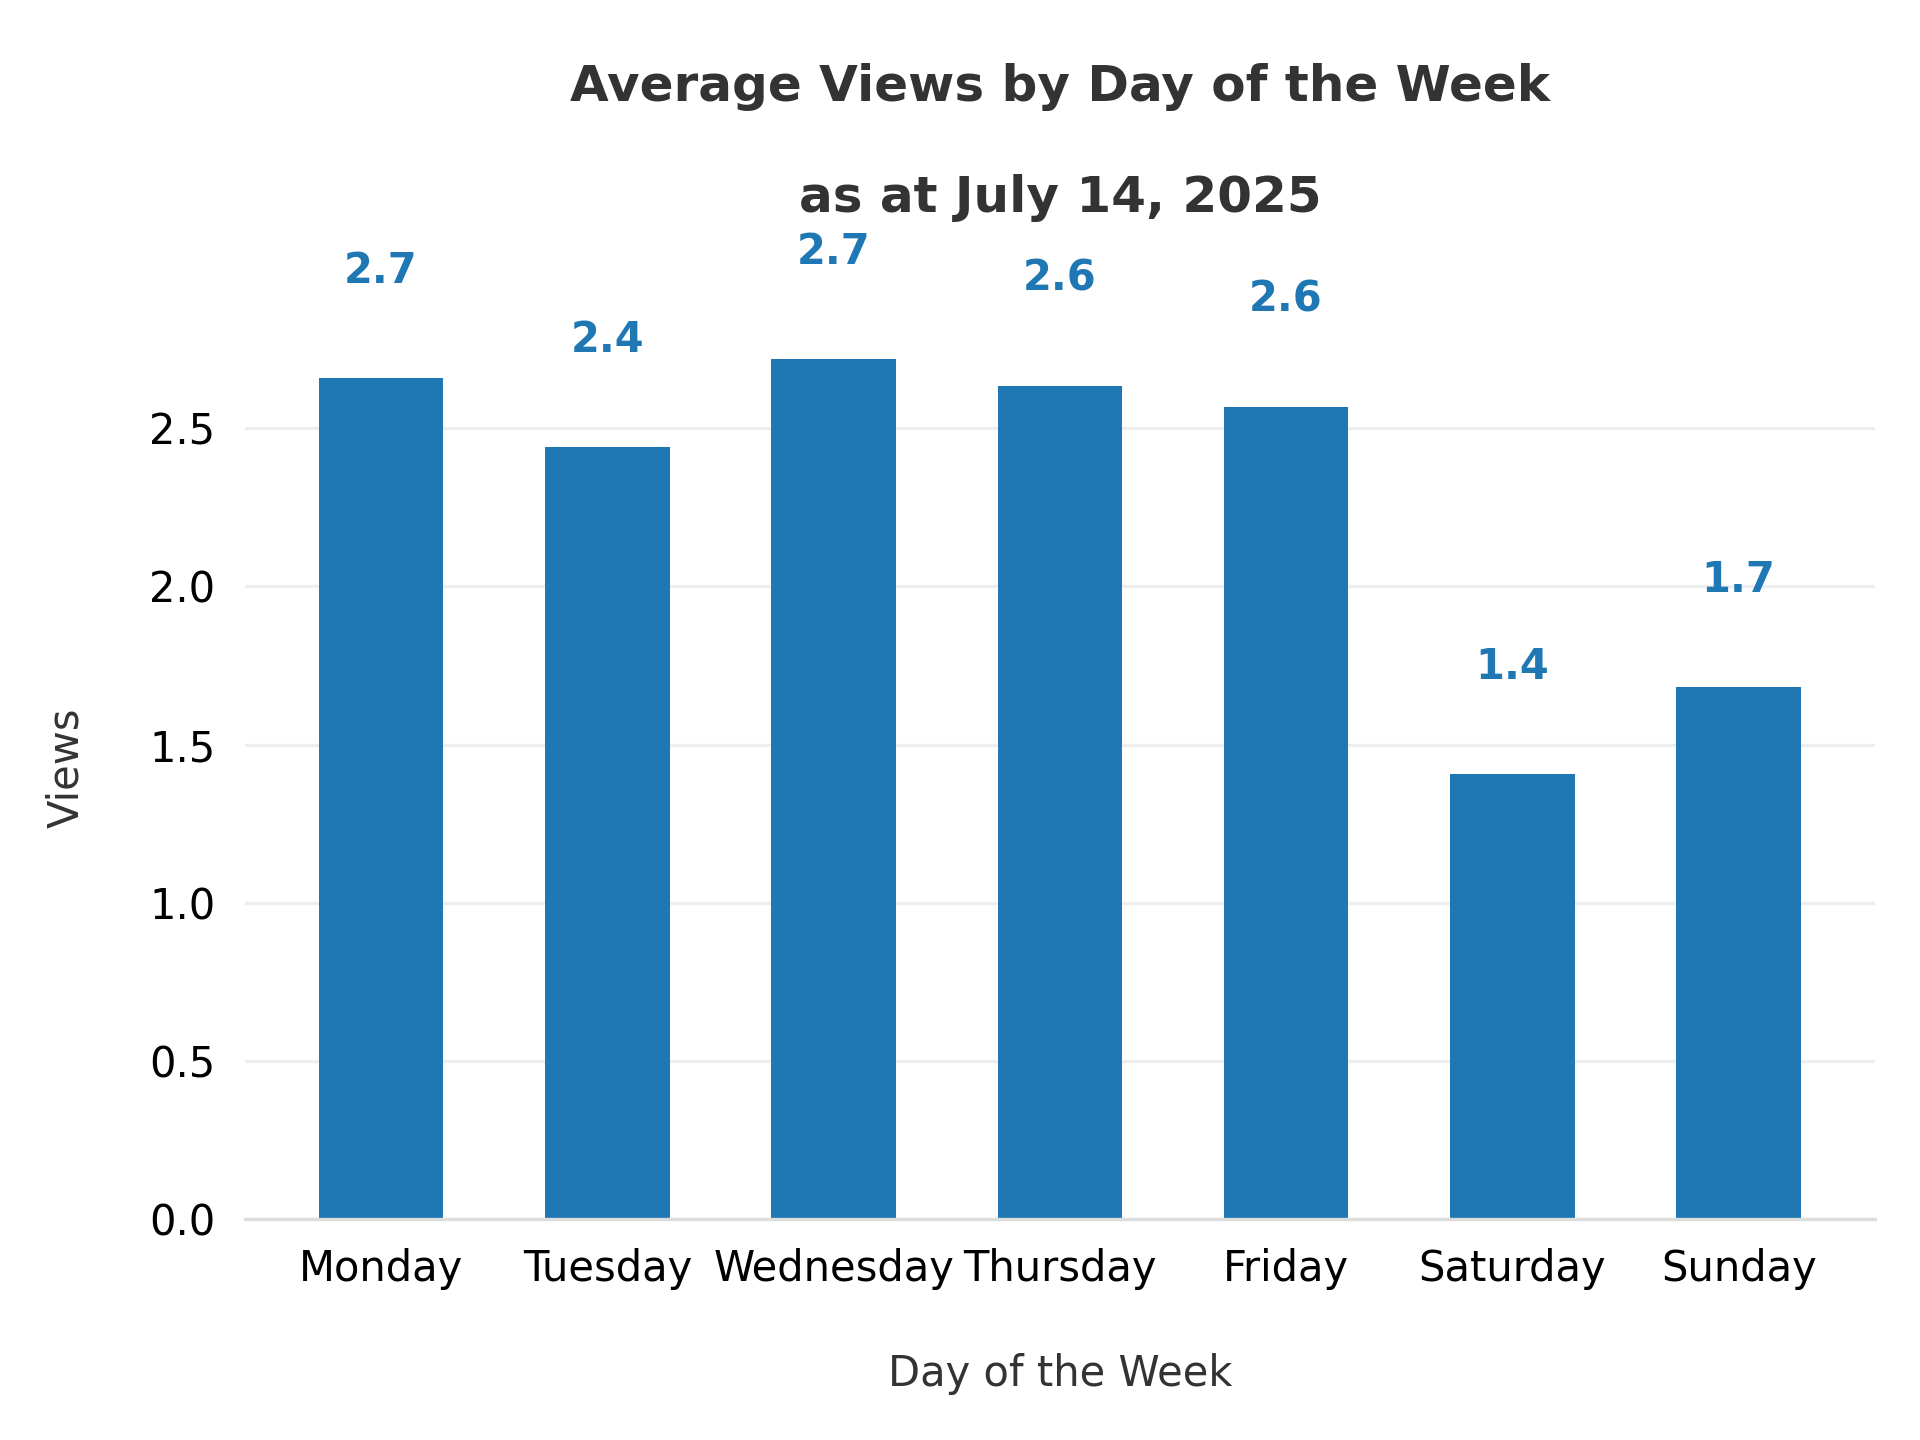 Average Views by Day of the Week
as at July 14, 2025
2.7
2.4
2.7
2.6
2.6
1.4
1.7
2.5
2.0
1.5
1.0
0.5
0.0
Views
Monday Tuesday Wednesday Thursday Friday Saturday Sunday
Day of the Week